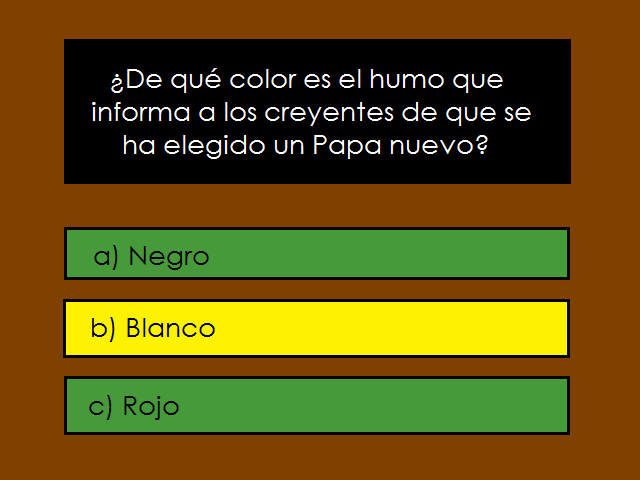 ¿De qué color es el humo que
informa a los creyentes de que se
ha elegido un Papa nuevo?
a) Negro
b) Blanco
c) Rojo